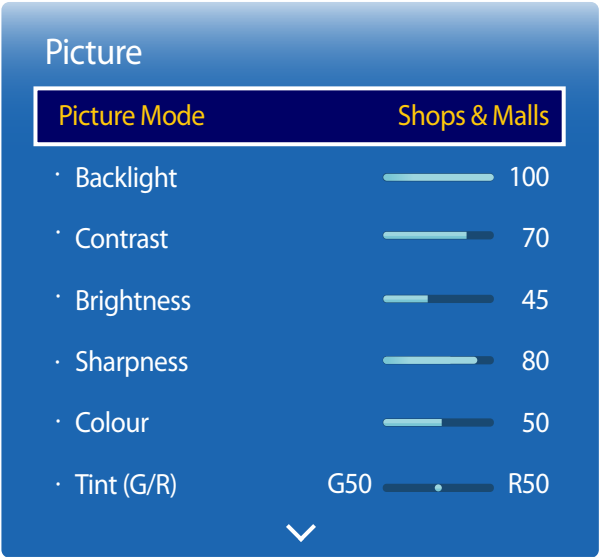 Picture
Picture Mode Shops & Malls
· Backlight 100
· Contrast 70
· Brightness 45
· Sharpness 80
· Colour 50
· Tint (G/R) G50 R50